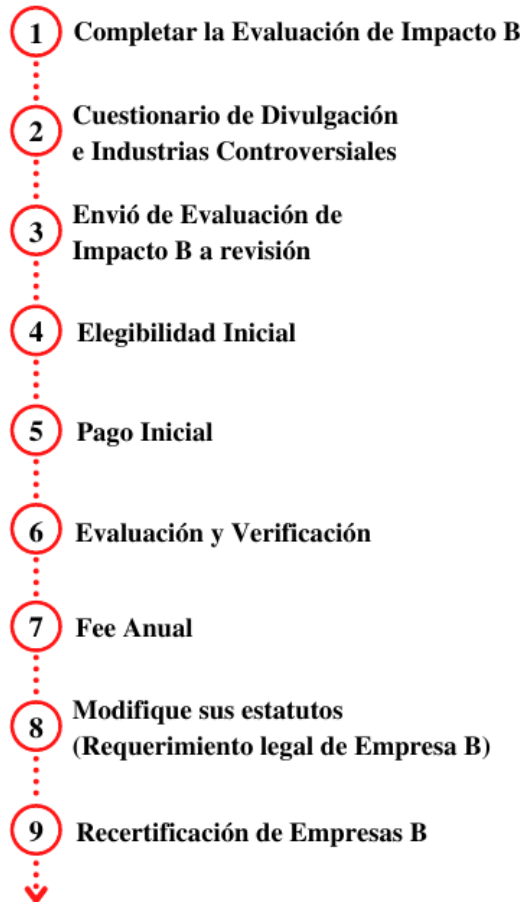 1 Completar la Evaluación de Impacto B
2 Cuestionario de Divulgación
e Industrias Controversiales
3 Envió de Evaluación de
Impacto B a revisión
4 Elegibilidad Inicial
5 Pago Inicial
6 Evaluación y Verificación
7 Fee Anual
8 Modifique sus estatutos
(Requerimiento legal de Empresa B)
9 Recertificación de Empresas B